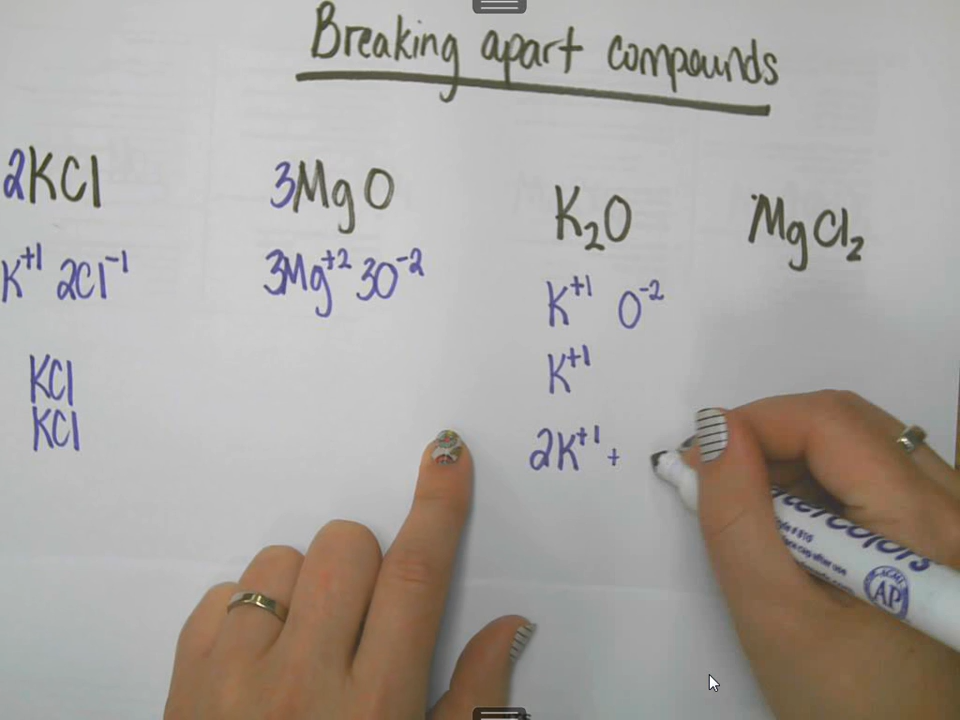 Breaking apart compounds
2KCl
K⁺¹ 2Cl⁻¹
KCl
KCl
3MgO
3Mg⁺² 3O⁻²
K₂O
K⁺¹ O⁻²
K⁺¹
2K⁺¹ +
MgCl₂
AP